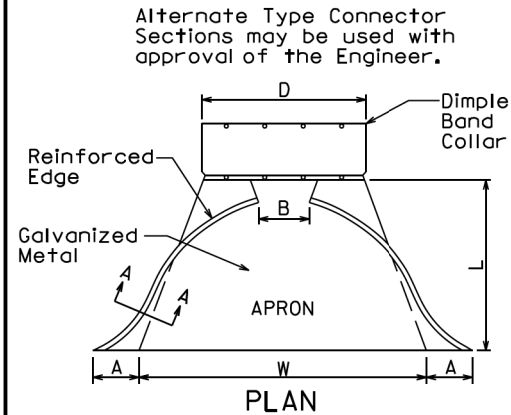 Alternate Type Connector
Sections may be used with
approval of the Engineer.
D
Dimple
Band
Collar
Reinforced
Edge
B
Galvanized
Metal
L
A
A
APRON
A
W
A
PLAN